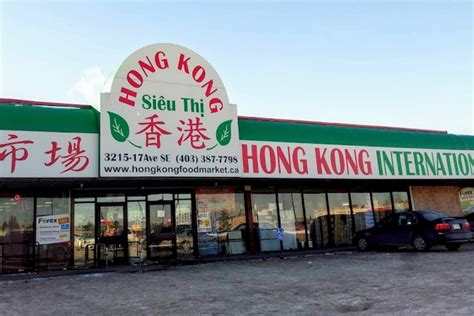 HONG KONG
Siêu Thị
香港
3215-17Ave SE (403) 387-7798
www.hongkongfoodmarket.ca
市場
HONG KONG INTERNATION
Forex